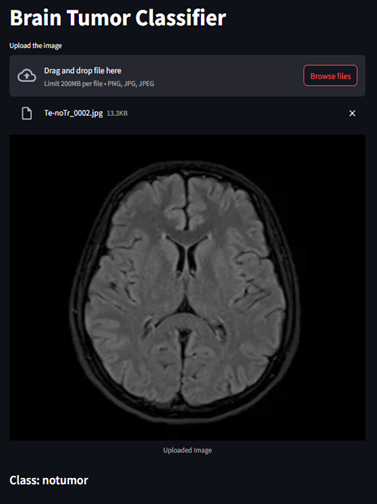 Brain Tumor Classifier
Upload the image
Drag and drop file here
Browse files
Limit 200MB per file • PNG, JPG, JPEG
Te-noTr_0002.jpg 13.3KB
Uploaded Image
Class: notumor